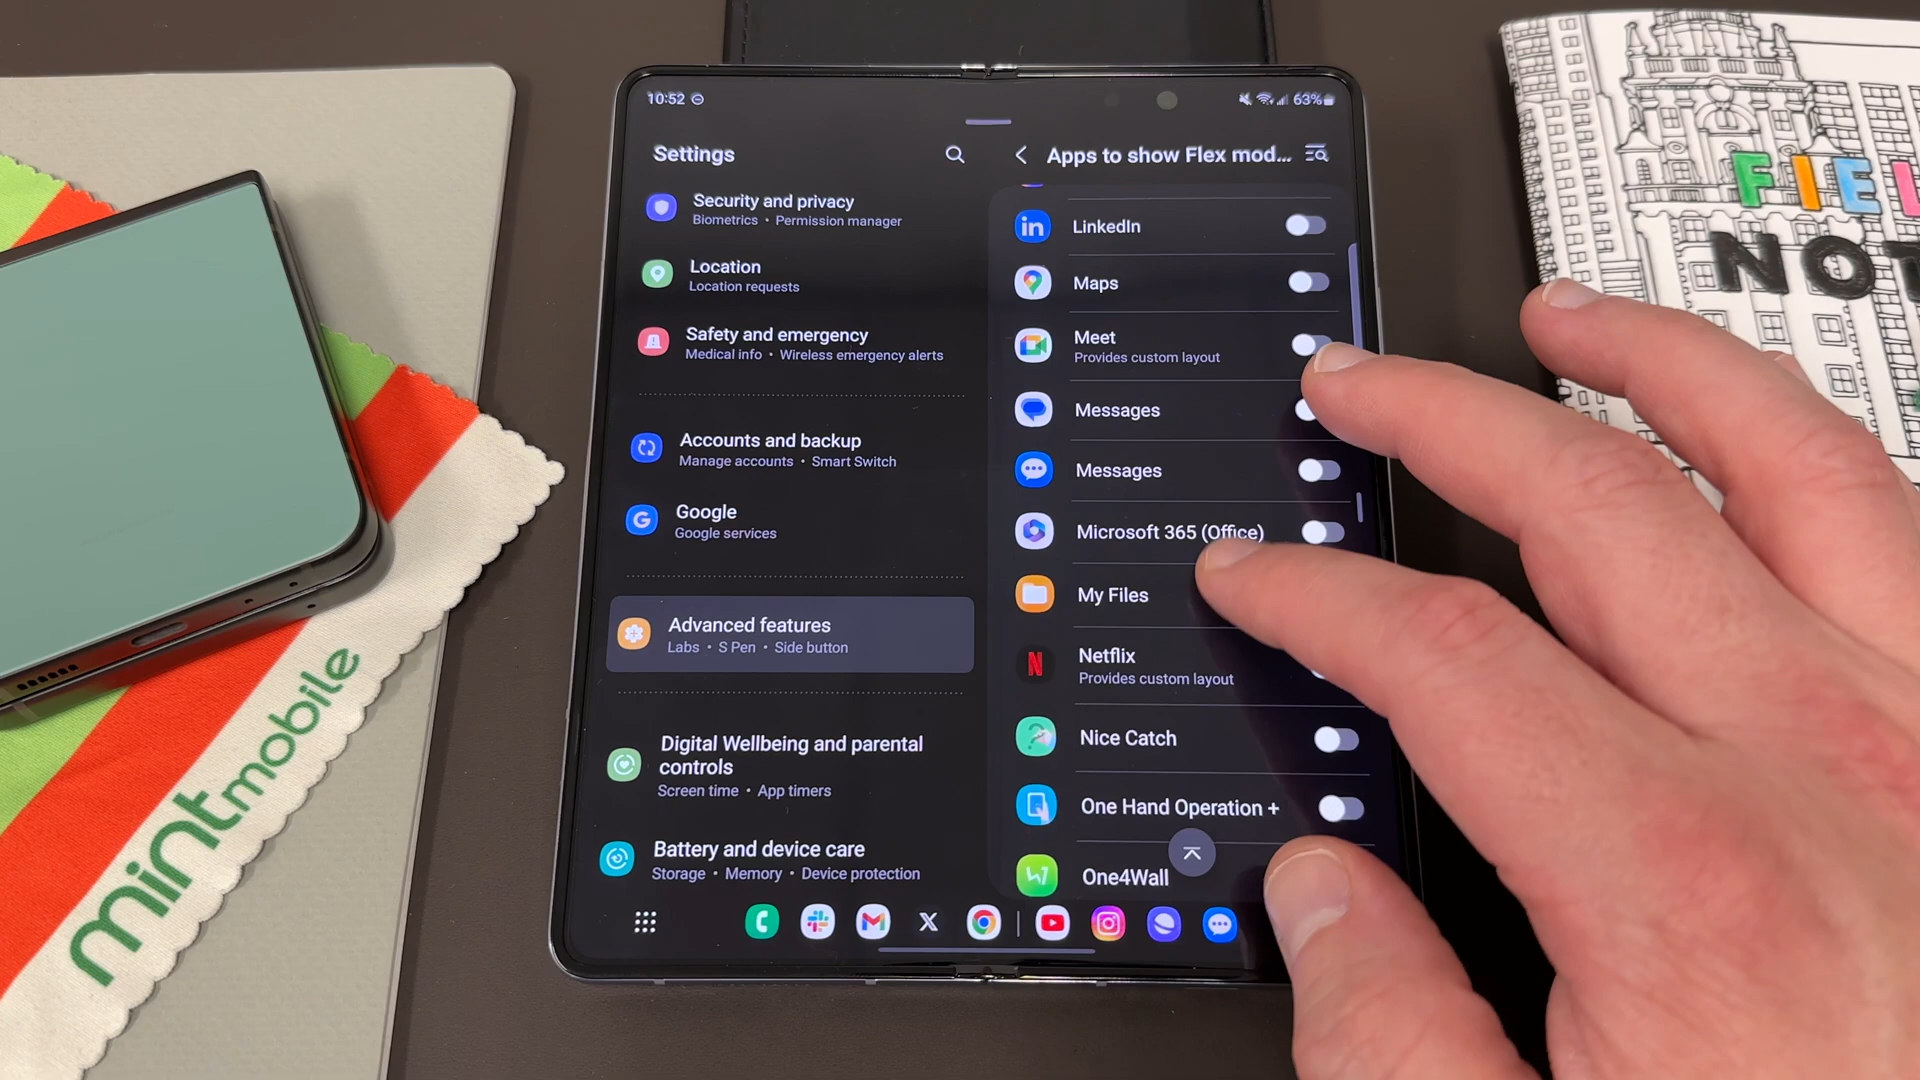 10:52
63%
Settings
Security and privacy
Biometrics • Permission manager
Location
Location requests
Safety and emergency
Medical info • Wireless emergency alerts
Accounts and backup
Manage accounts • Smart Switch
Google
Google services
Advanced features
Labs • S Pen • Side button
Digital Wellbeing and parental
controls
Screen time • App timers
Battery and device care
Storage • Memory • Device protection
Apps to show Flex mod...
LinkedIn
Maps
Meet
Provides custom layout
Messages
Messages
Microsoft 365 (Office)
My Files
Netflix
Provides custom layout
Nice Catch
One Hand Operation +
One4Wall
mintmobile
FIEL
NOT